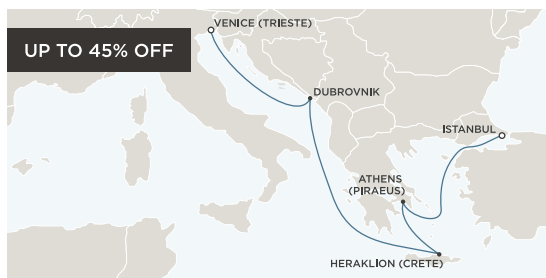 VENICE (TRIESTE)
UP TO 45% OFF
DUBROVNIK
ISTANBUL
ATHENS
(PIRAEUS)
HERAKLION (CRETE)